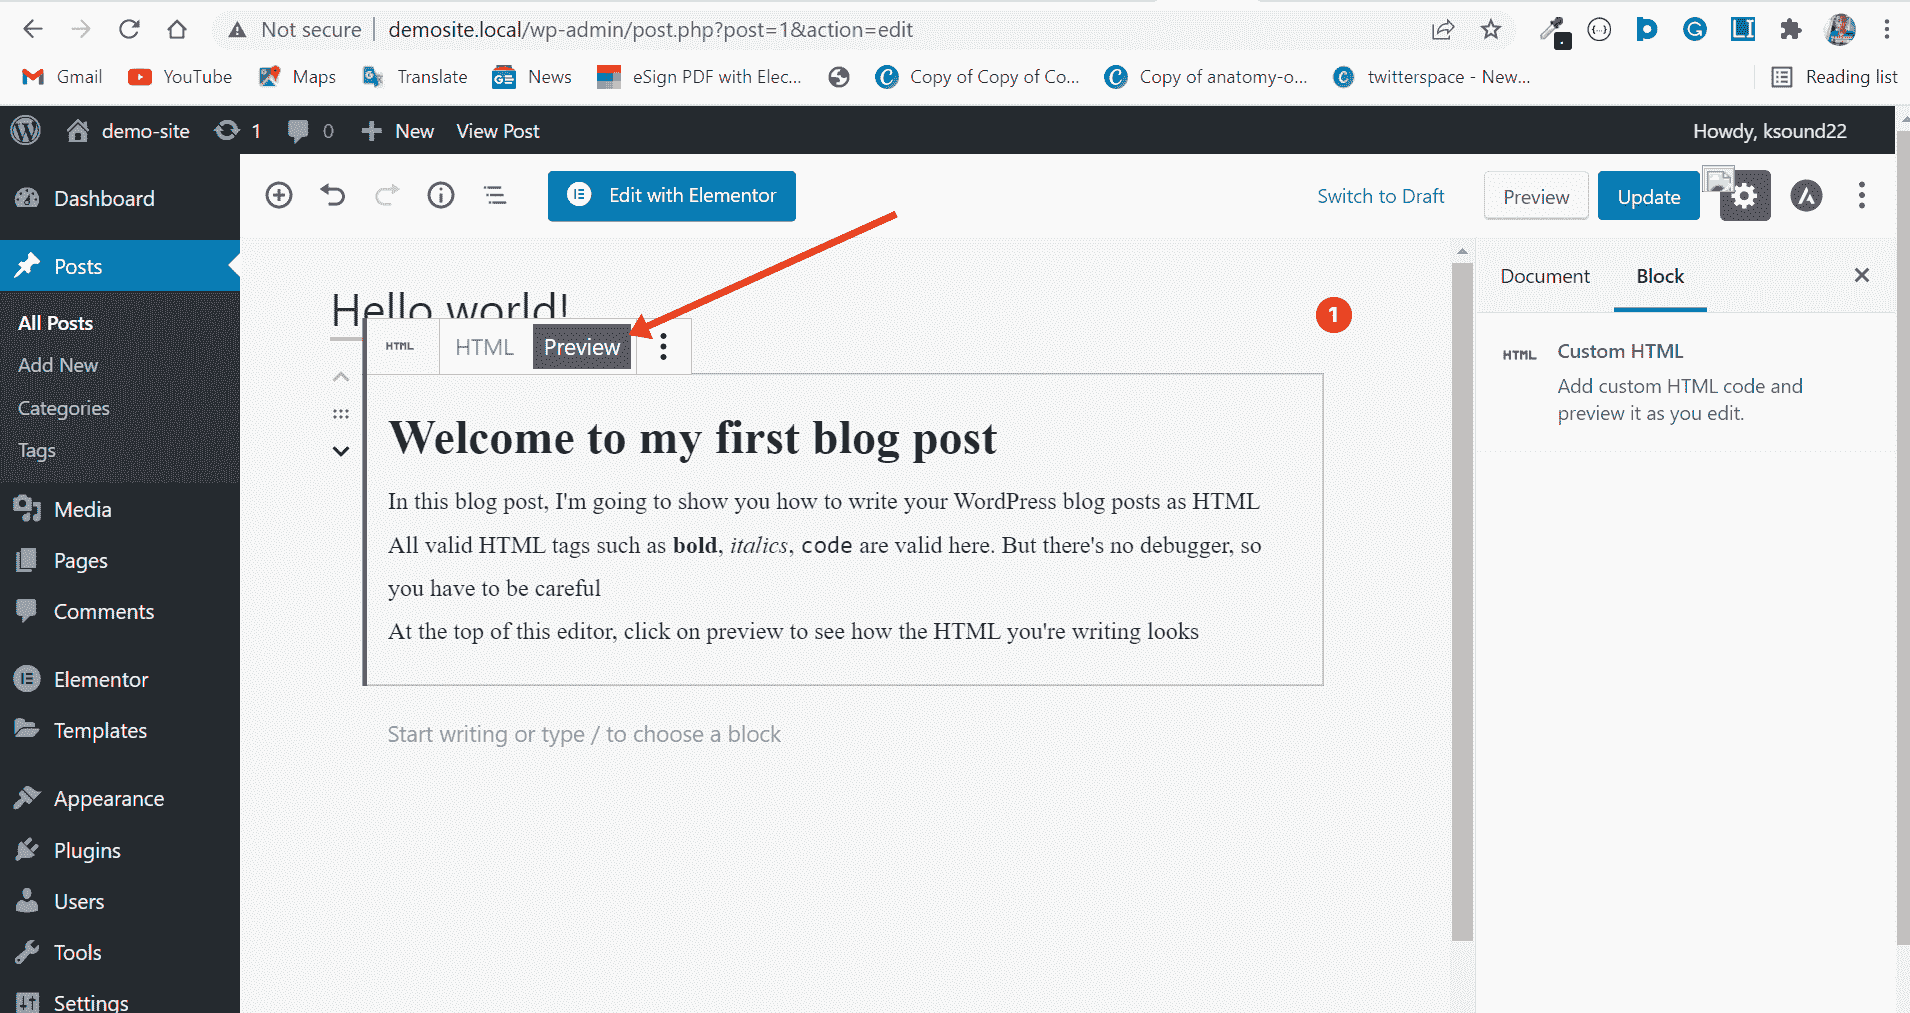 Not secure | demosite.local/wp-admin/post.php?post=1&action=edit
Gmail YouTube Maps Translate News eSign PDF with Elec... Copy of Copy of Co... Copy of anatomy-o... twitterspace - New... Reading list
demo-site 1 0 New View Post Howdy, ksound22
Dashboard
Posts
All Posts
Add New
Categories
Tags
Media
Pages
Comments
Elementor
Templates
Appearance
Plugins
Users
Tools
Settings
Edit with Elementor Switch to Draft Preview Update
Hello world!
1
HTML HTML Preview
Welcome to my first blog post
In this blog post, I'm going to show you how to write your WordPress blog posts as HTML
All valid HTML tags such as bold, italics, code are valid here. But there's no debugger, so
you have to be careful
At the top of this editor, click on preview to see how the HTML you're writing looks
Start writing or type / to choose a block
Document Block
HTML Custom HTML
Add custom HTML code and
preview it as you edit.